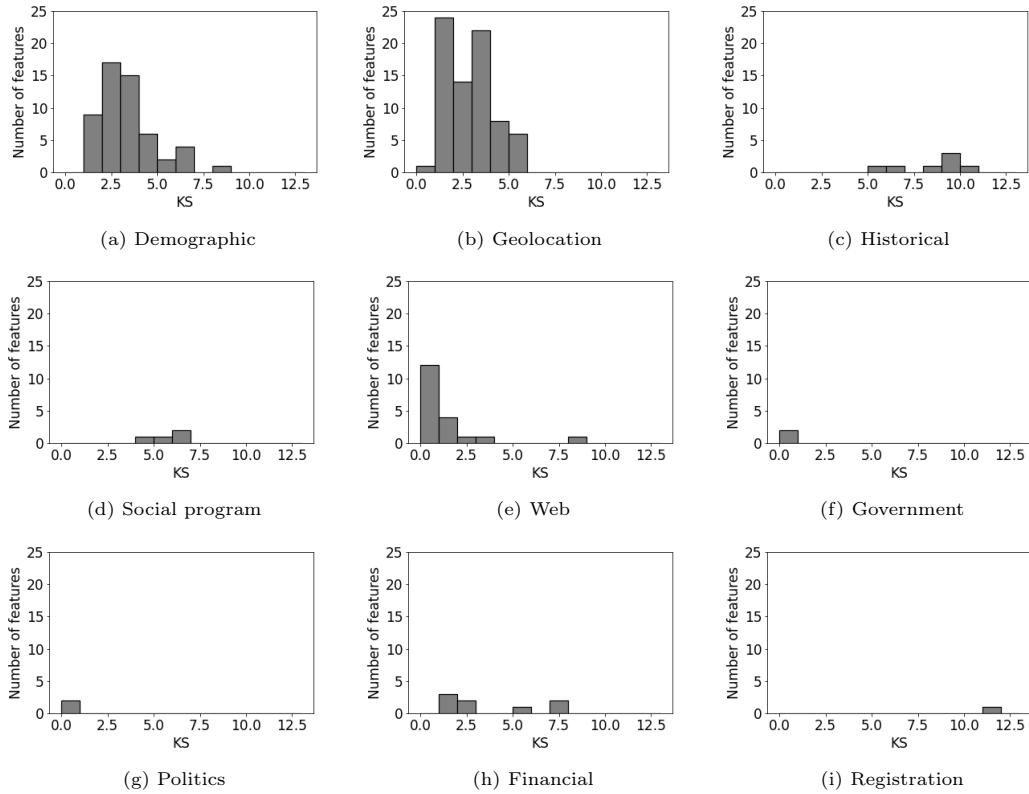 25
20
15
10
5
0
Number of features
0.0 2.5 5.0 7.5 10.0 12.5
KS
(a) Demographic
25
20
15
10
5
0
Number of features
0.0 2.5 5.0 7.5 10.0 12.5
KS
(b) Geolocation
25
20
15
10
5
0
Number of features
0.0 2.5 5.0 7.5 10.0 12.5
KS
(c) Historical
25
20
15
10
5
0
Number of features
0.0 2.5 5.0 7.5 10.0 12.5
KS
(d) Social program
25
20
15
10
5
0
Number of features
0.0 2.5 5.0 7.5 10.0 12.5
KS
(e) Web
25
20
15
10
5
0
Number of features
0.0 2.5 5.0 7.5 10.0 12.5
KS
(f) Government
25
20
15
10
5
0
Number of features
0.0 2.5 5.0 7.5 10.0 12.5
KS
(g) Politics
25
20
15
10
5
0
Number of features
0.0 2.5 5.0 7.5 10.0 12.5
KS
(h) Financial
25
20
15
10
5
0
Number of features
0.0 2.5 5.0 7.5 10.0 12.5
KS
(i) Registration